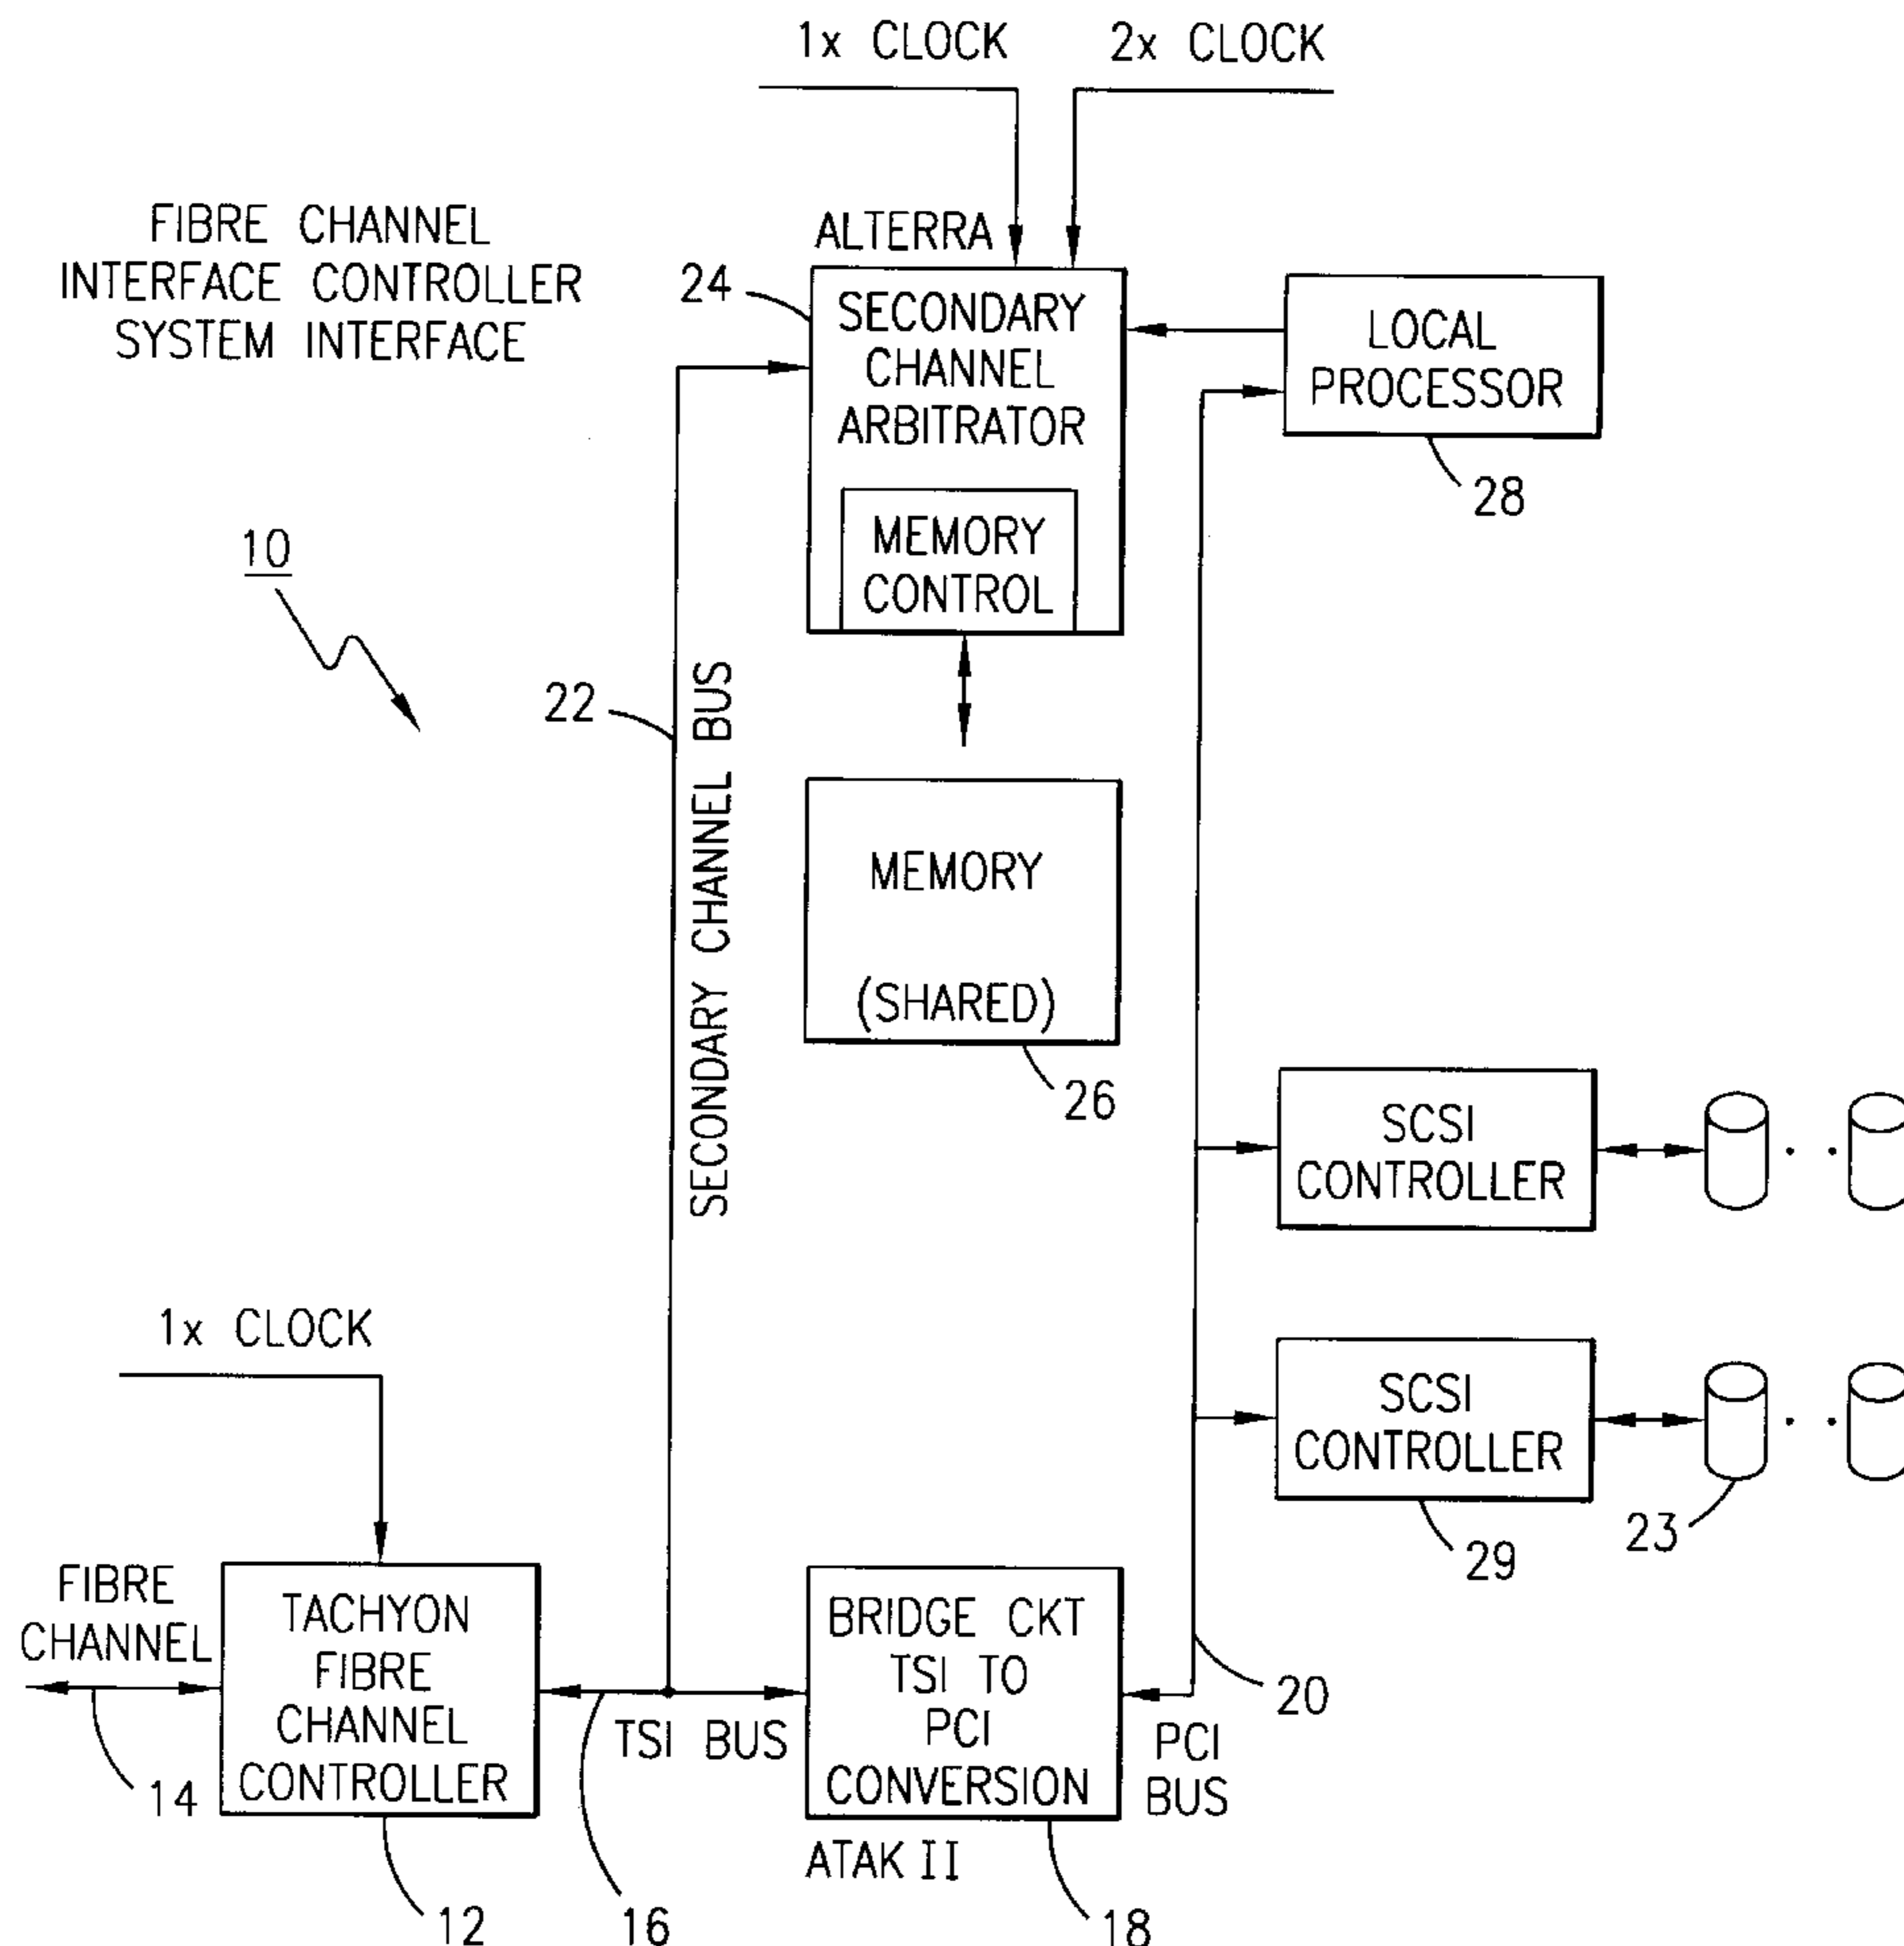 1x CLOCK
2x CLOCK
FIBRE CHANNEL
INTERFACE CONTROLLER
SYSTEM INTERFACE
ALTERRA
24
SECONDARY
CHANNEL
ARBITRATOR
MEMORY
CONTROL
LOCAL
PROCESSOR
28
10
22
SECONDARY CHANNEL BUS
MEMORY
(SHARED)
26
SCSI
CONTROLLER
SCSI
CONTROLLER
29
23
1x CLOCK
FIBRE
CHANNEL
14
TACHYON
FIBRE
CHANNEL
CONTROLLER
12
TSI BUS
16
BRIDGE CKT
TSI TO
PCI
CONVERSION
ATAK II
18
PCI
BUS
20